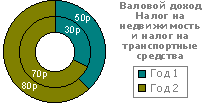 Валовой доход
Налог на
недвижимость
и налог на
транспортные
средства
50р
30р
70р
80р
Год 1
Год 2